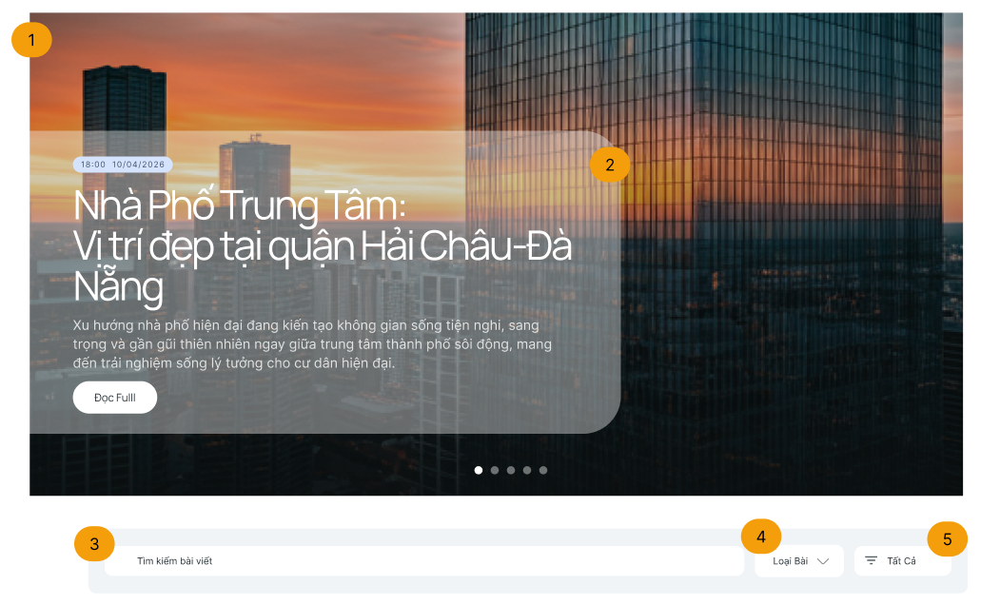 1
18:00 10/04/2026
2
Nhà Phố Trung Tâm:
Vị trí đẹp tại quận Hải Châu-Đà
Nẵng
Xu hướng nhà phố hiện đại đang kiến tạo không gian sống tiện nghi, sang
trọng và gần gũi thiên nhiên ngay giữa trung tâm thành phố sôi động, mang
đến trải nghiệm sống lý tưởng cho cư dân hiện đại.
Đọc Fulll
3
Tìm kiếm bài viết
4
Loại Bài
5
Tất Cả